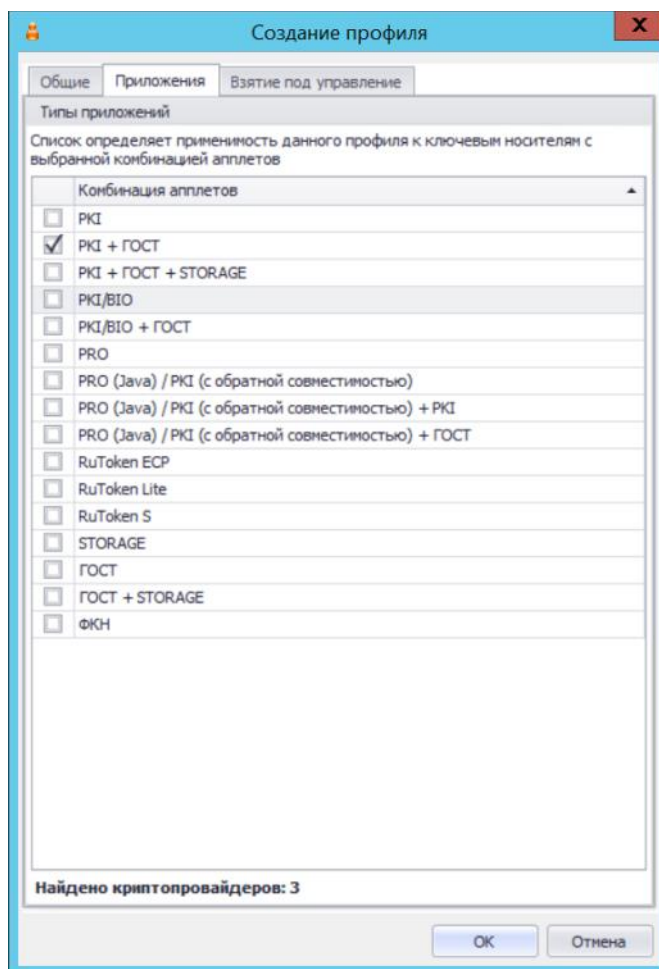 Создание профиля
X
Общие Приложения Взятие под управление
Типы приложений
Список определяет применимость данного профиля к ключевым носителям с
выбранной комбинацией апплетов
Комбинация апплетов
PKI
PKI + ГОСТ
PKI + ГОСТ + STORAGE
PKI/BIO
PKI/BIO + ГОСТ
PRO
PRO (Java) / PKI (с обратной совместимостью)
PRO (Java) / PKI (с обратной совместимостью) + PKI
PRO (Java) / PKI (с обратной совместимостью) + ГОСТ
RuToken ECP
RuToken Lite
RuToken S
STORAGE
ГОСТ
ГОСТ + STORAGE
ФКН
Найдено криптопровайдеров: 3
OK Отмена